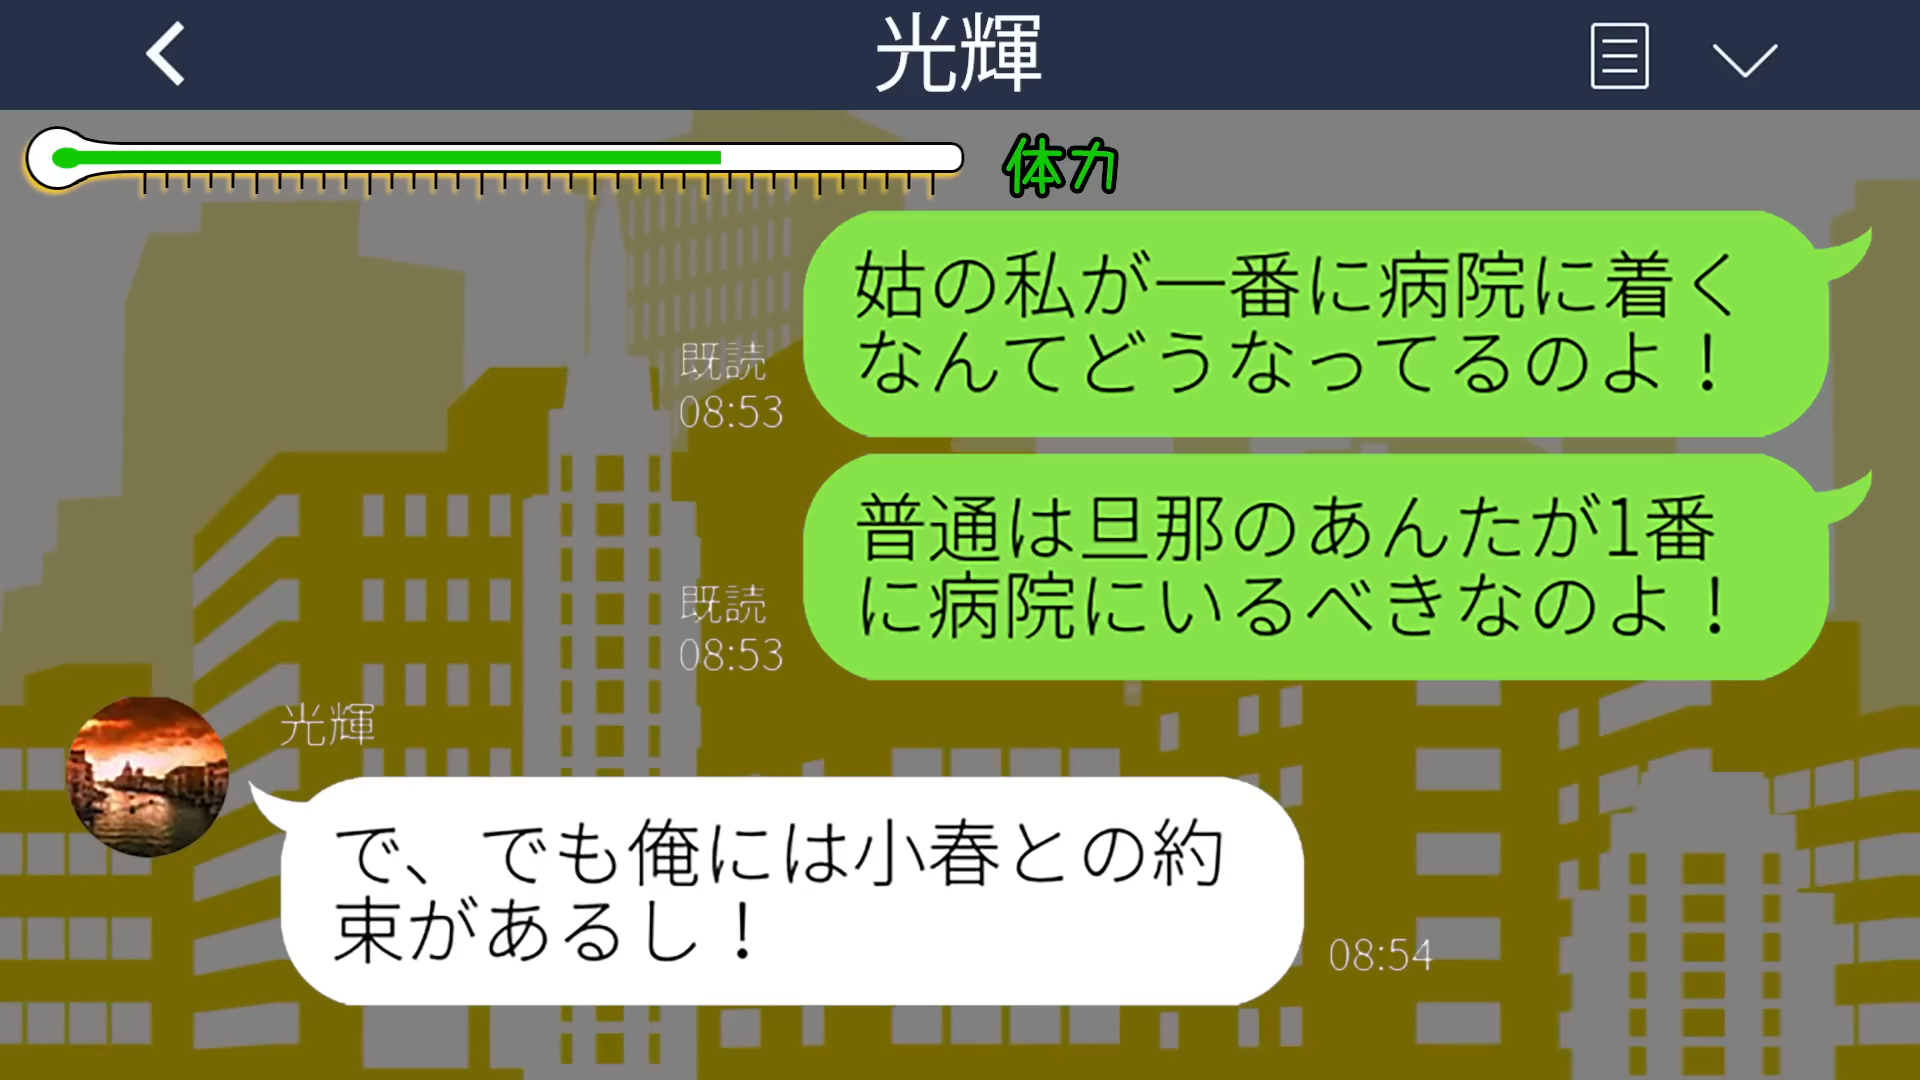 光輝
体力
姑の私が一番に病院に着く
なんてどうなってるのよ！
既読
08:53
普通は旦那のあんたが1番
に病院にいるべきなのよ！
既読
08:53
光輝
で、でも俺には小春との約
束があるし！
08:54